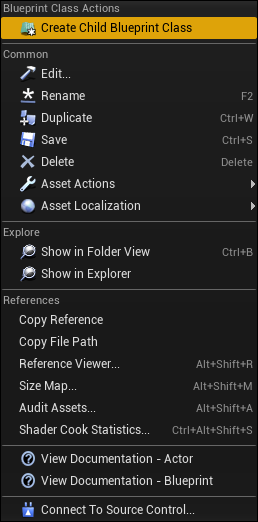 Blueprint Class Actions
Create Child Blueprint Class
Common
Edit...
Rename F2
Duplicate Ctrl+W
Save Ctrl+S
Delete Delete
Asset Actions
Asset Localization
Explore
Show in Folder View Ctrl+B
Show in Explorer
References
Copy Reference
Copy File Path
Reference Viewer... Alt+Shift+R
Size Map... Alt+Shift+M
Audit Assets... Alt+Shift+A
Shader Cook Statistics... Ctrl+Alt+Shift+S
View Documentation - Actor
View Documentation - Blueprint
Connect To Source Control...